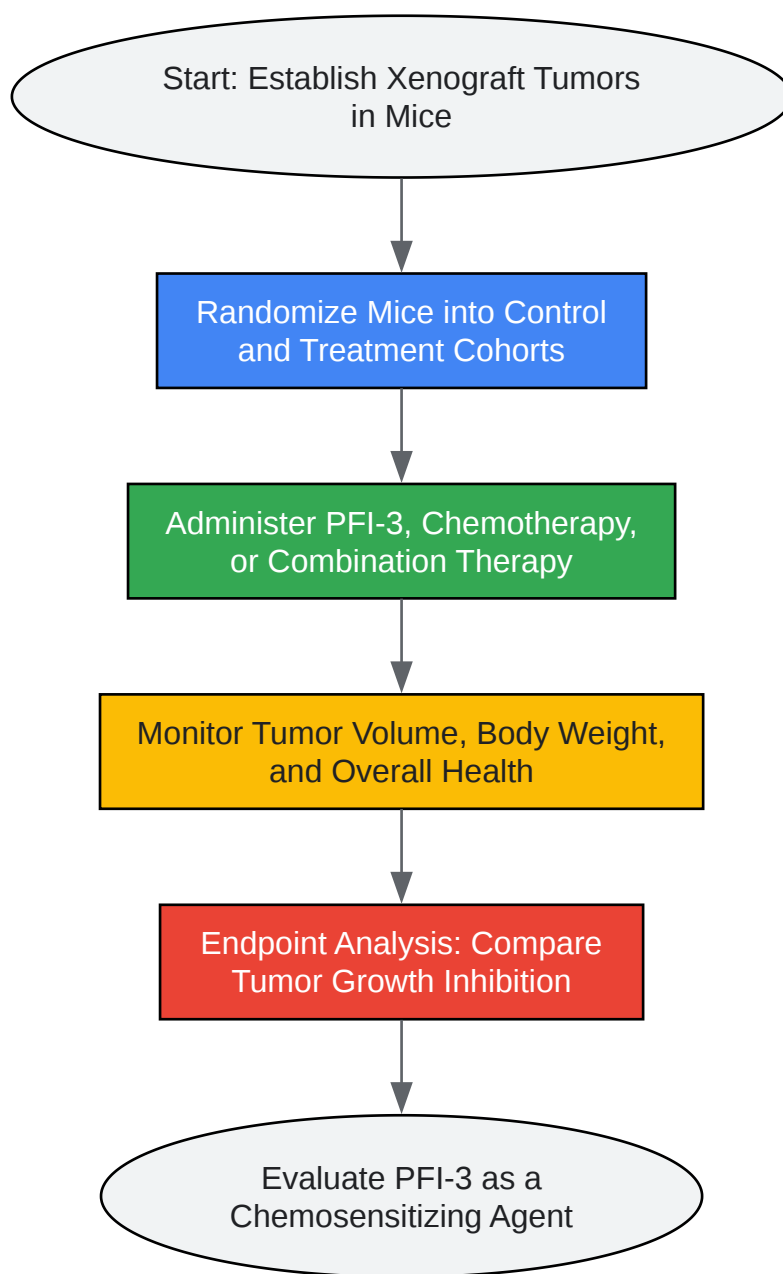 Start: Establish Xenograft Tumors
in Mice
Randomize Mice into Control
and Treatment Cohorts
Administer PFI-3, Chemotherapy,
or Combination Therapy
Monitor Tumor Volume, Body Weight,
and Overall Health
Endpoint Analysis: Compare
Tumor Growth Inhibition
Evaluate PFI-3 as a
Chemosensitizing Agent